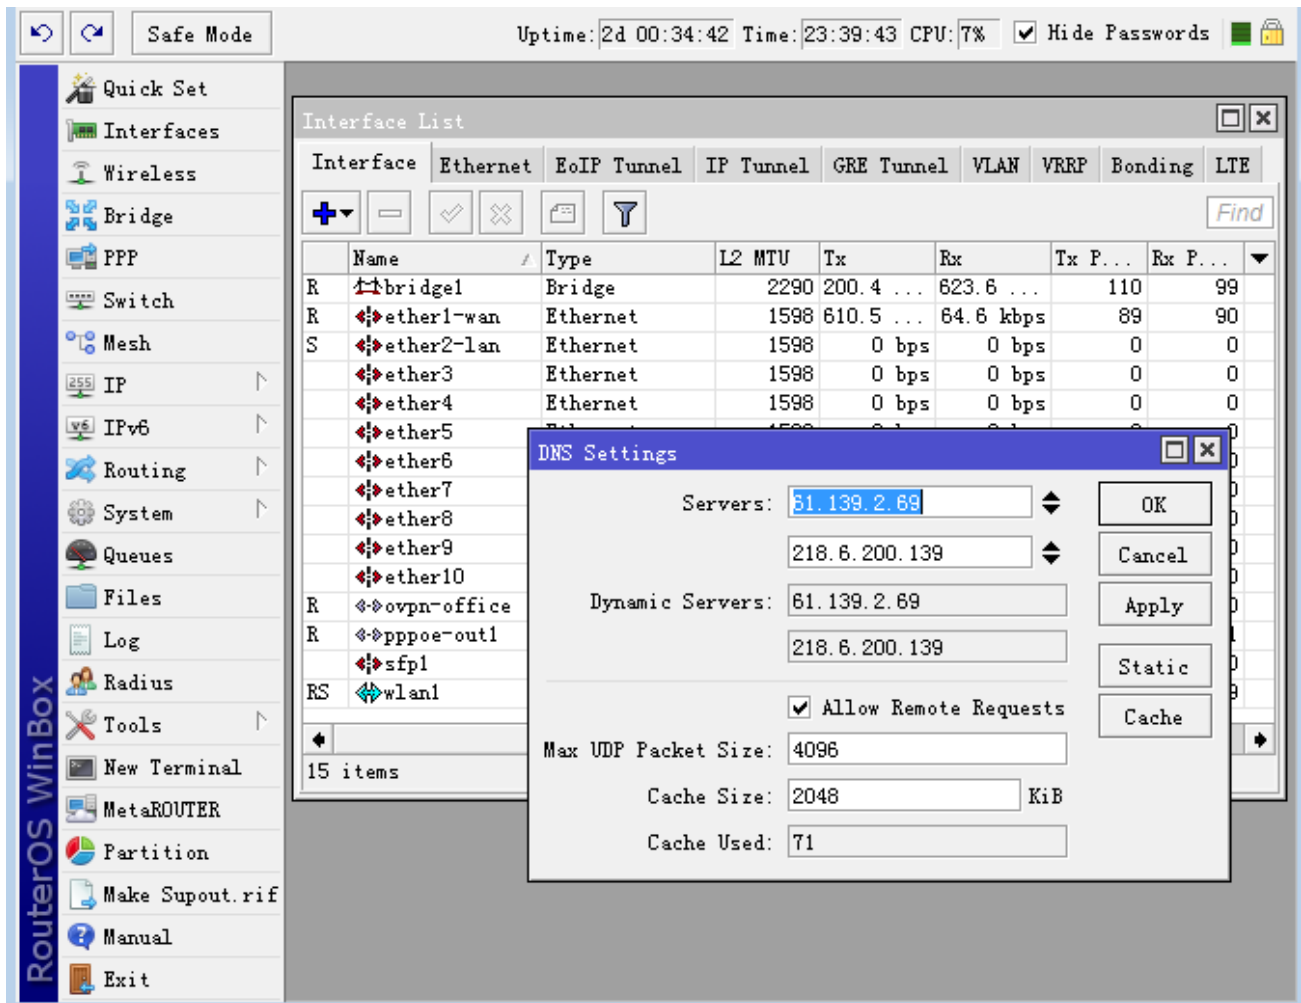 Safe Mode
Uptime: 2d 00:34:42 Time: 23:39:43 CPU: 7% Hide Passwords
RouterOS WinBox
Quick Set
Interfaces
Wireless
Bridge
PPP
Switch
Mesh
IP
IPv6
Routing
System
Queues
Files
Log
Radius
Tools
New Terminal
MetaROUTER
Partition
Make Supout.rif
Manual
Exit
Interface List
Interface Ethernet EoIP Tunnel IP Tunnel GRE Tunnel VLAN VRRP Bonding LTE
Find
Name Type L2 MTU Tx Rx Tx P... Rx P...
R bridge1 Bridge 2290 200.4 ... 623.6 ... 110 99
R ether1-wan Ethernet 1598 610.5 ... 64.6 kbps 89 90
S ether2-lan Ethernet 1598 0 bps 0 bps 0 0
ether3 Ethernet 1598 0 bps 0 bps 0 0
ether4 Ethernet 1598 0 bps 0 bps 0 0
ether5
ether6
ether7
ether8
ether9
ether10
R ovpn-office
R pppoe-out1
sfp1
RS wlan1
15 items
DNS Settings
Servers: 61.139.2.69
218.6.200.139
Dynamic Servers: 61.139.2.69
218.6.200.139
Allow Remote Requests
Max UDP Packet Size: 4096
Cache Size: 2048 KiB
Cache Used: 71
OK
Cancel
Apply
Static
Cache